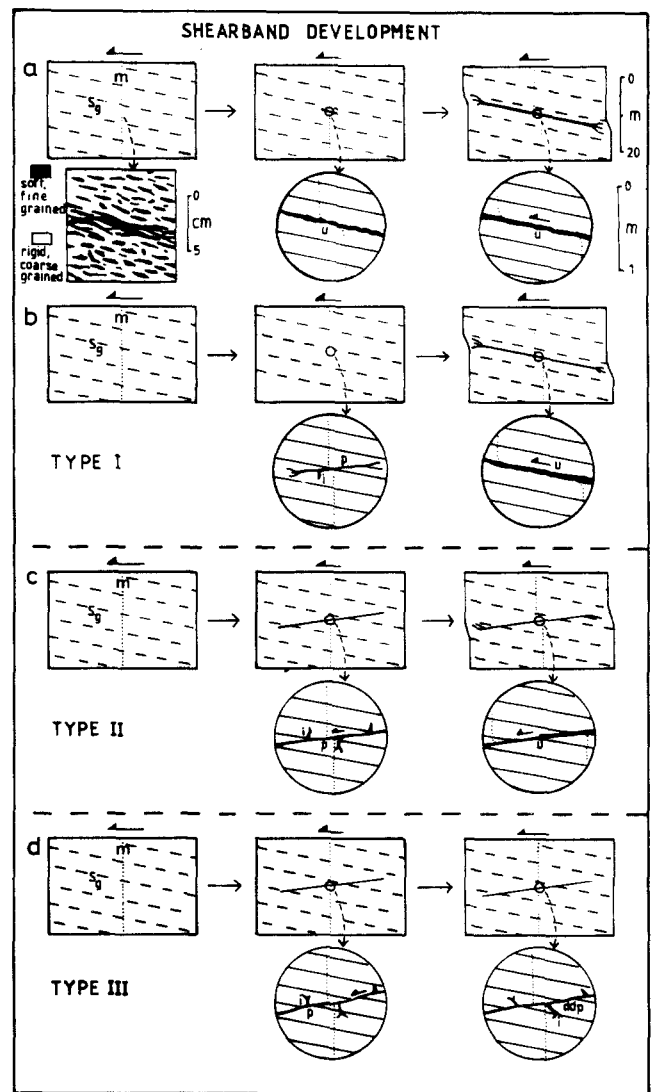 SHEARBAND DEVELOPMENT
a
m
Sg
0
m
20
soft,
fine
grained
rigid,
coarse
grained
0
cm
5
u
u
0
m
1
b
m
Sg
TYPE I
p
i
u
c
m
Sg
TYPE II
i
p
u
d
m
Sg
TYPE III
i
p
ddp
i